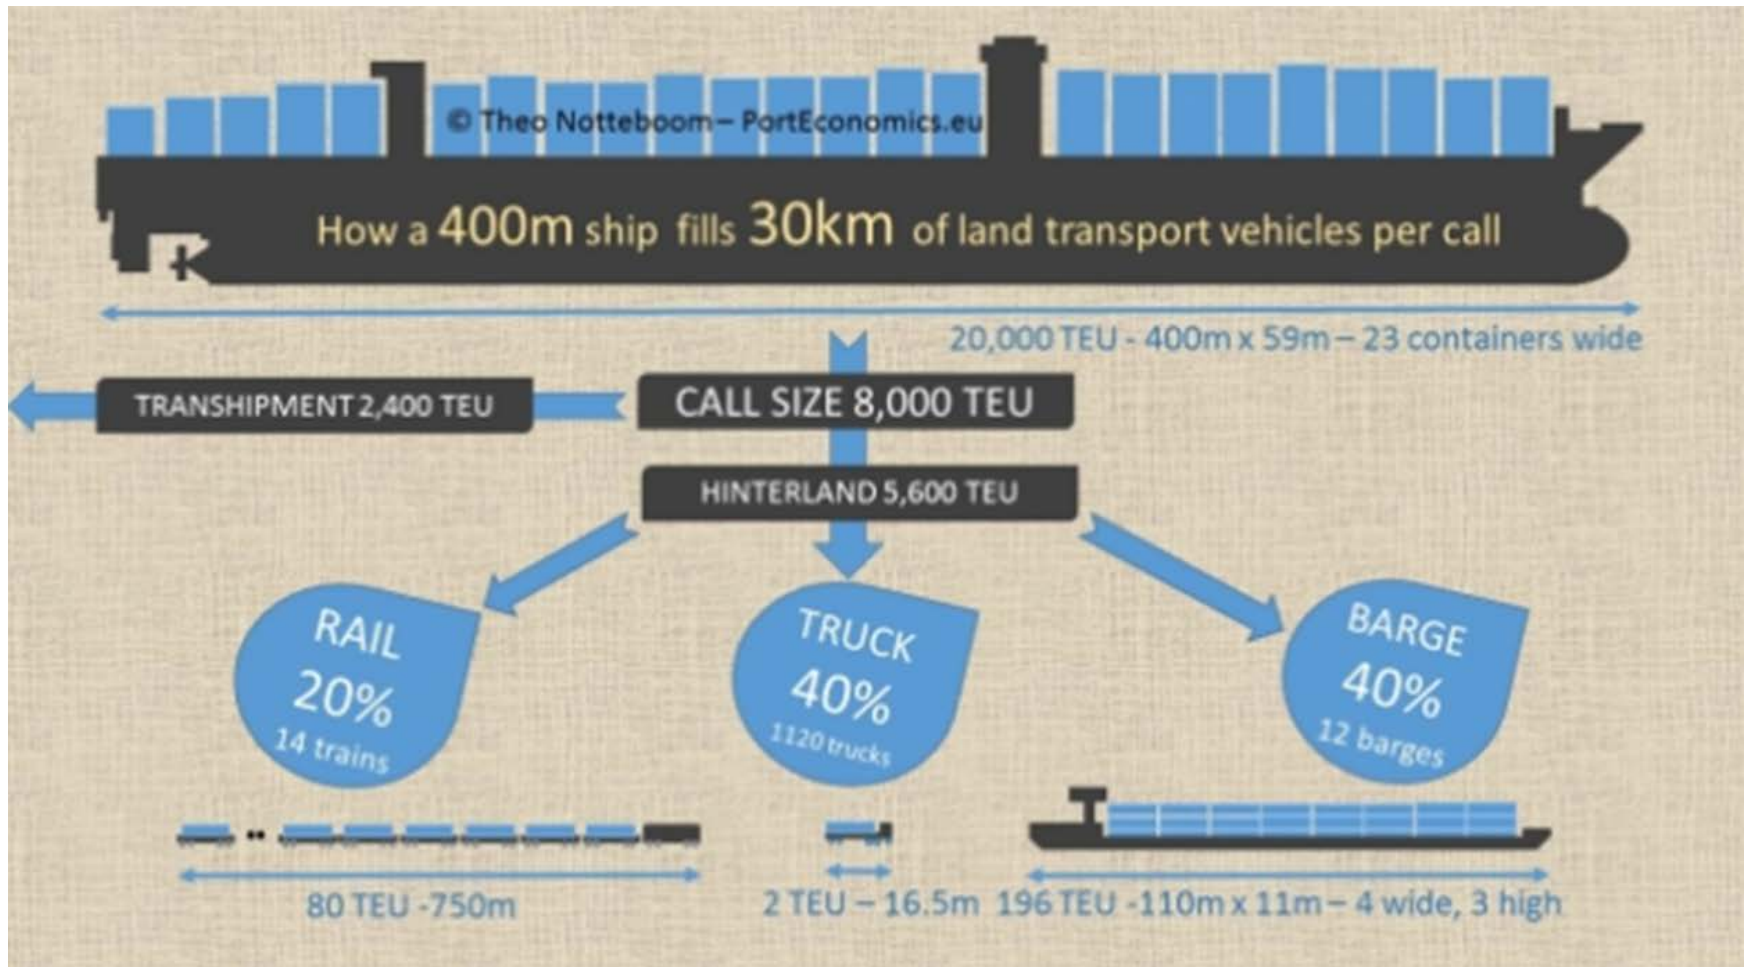 © Theo Notteboom – PortEconomics.eu
How a 400m ship fills 30km of land transport vehicles per call
20,000 TEU - 400m x 59m – 23 containers wide
TRANSHIPMENT 2,400 TEU
CALL SIZE 8,000 TEU
HINTERLAND 5,600 TEU
RAIL
20%
14 trains
TRUCK
40%
1120 trucks
BARGE
40%
12 barges
80 TEU -750m
2 TEU – 16.5m
196 TEU -110m x 11m – 4 wide, 3 high